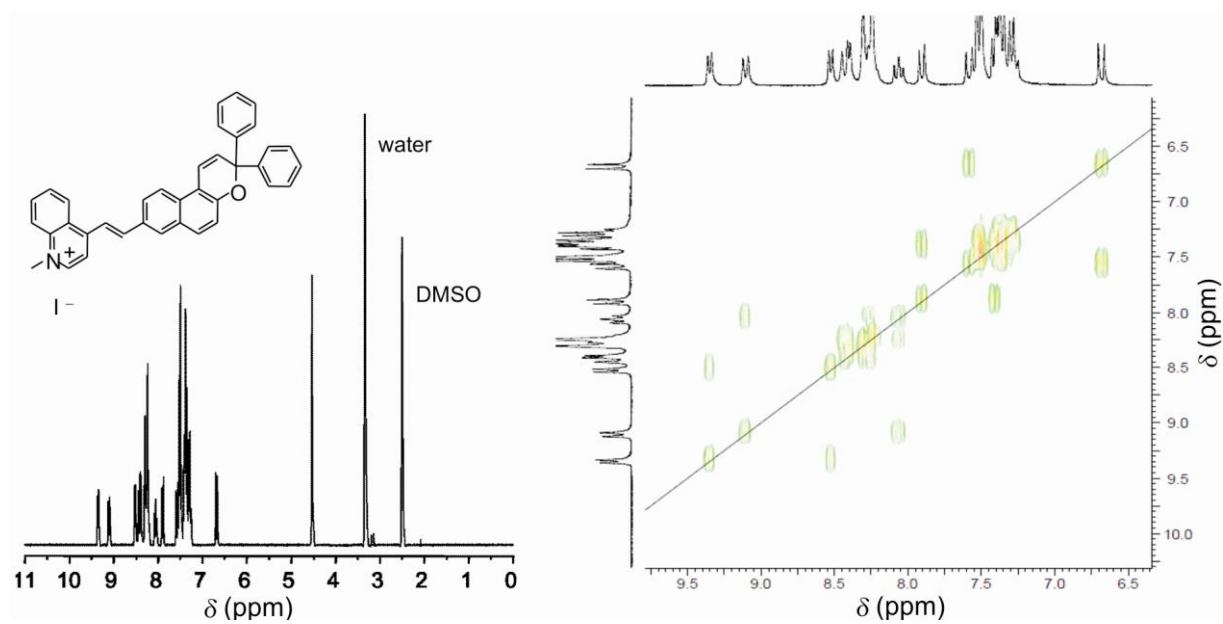 water
DMSO
O
N
+
I –
11 10 9 8 7 6 5 4 3 2 1 0
δ (ppm)
6.5
7.0
7.5
8.0
8.5
9.0
9.5
10.0
δ (ppm)
9.5 9.0 8.5 8.0 7.5 7.0 6.5
δ (ppm)